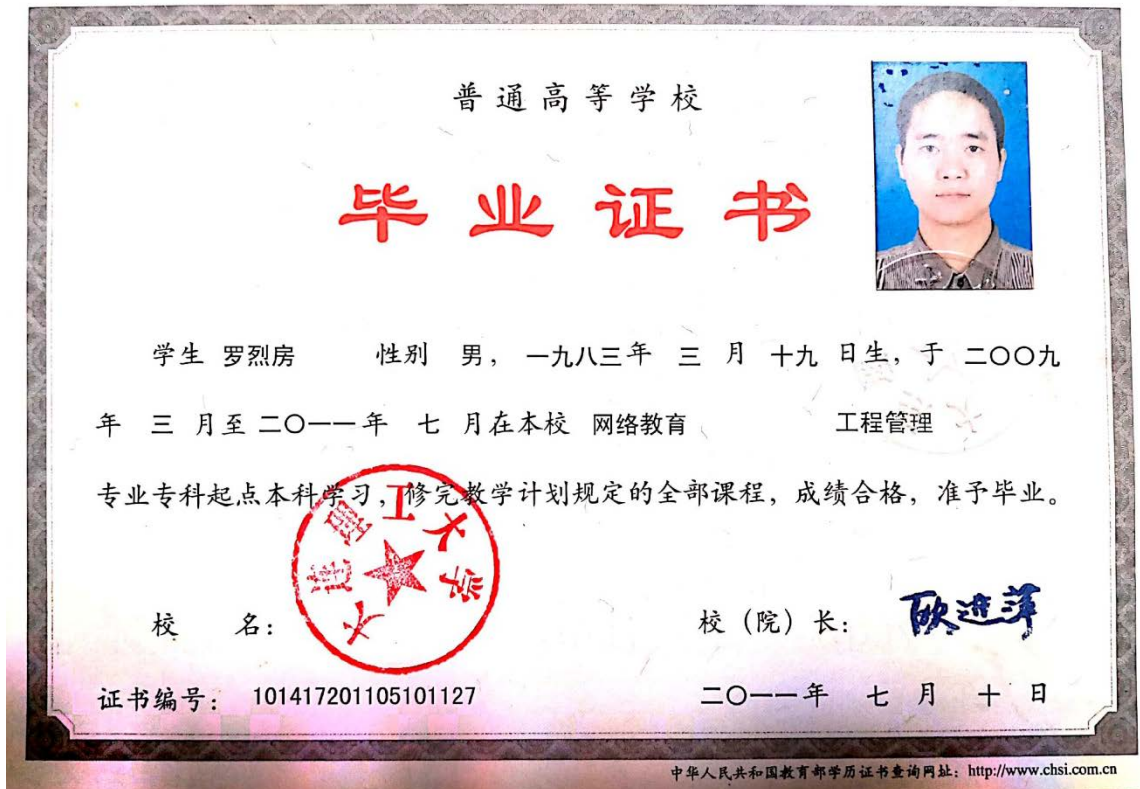 普通高等学校
毕业证书
学生 罗烈房 性别 男，一九八三年 三 月 十九 日生，于 二〇〇九
年 三 月至 二〇一一 年 七 月在本校 网络教育 工程管理
专业专科起点本科学习，修完教学计划规定的全部课程，成绩合格，准予毕业。
大连理工大学
校 名： 校（院）长： 欧进萍
证书编号： 101417201105101127 二〇一一年 七 月 十 日
中华人民共和国教育部学历证书查询网址：http://www.chsi.com.cn